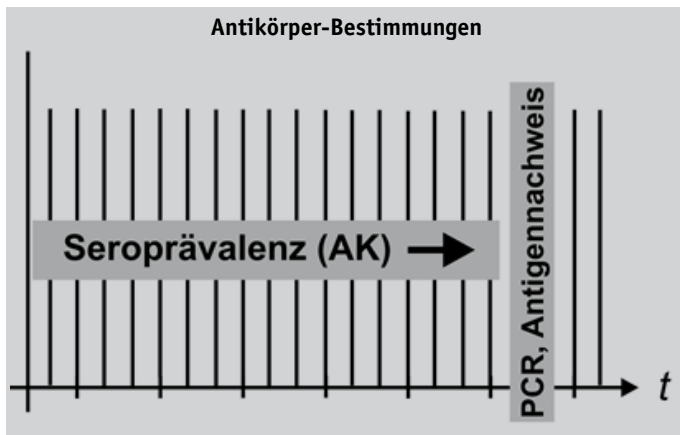 Antikörper-Bestimmungen
Seroprävalenz (AK)
PCR, Antigennachweis
t